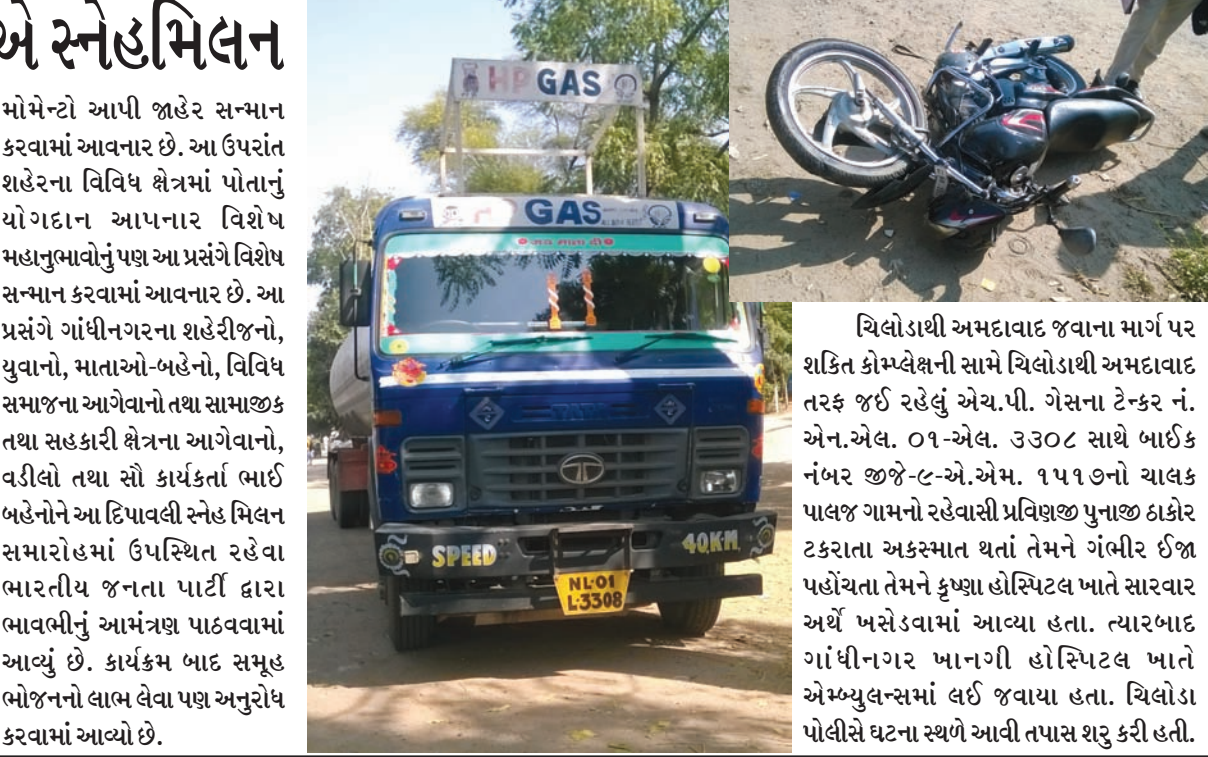 એ સ્નેહમિલન
મોમેન્ટો આપી જાહેર સન્માન
કરવામાં આવનાર છે. આ ઉપરાંત
શહેરના વિવિધ ક્ષેત્રમાં પોતાનું
યોગદાન આપનાર વિશેષ
મહાનુભાવોનું પણ આ પ્રસંગે વિશેષ
સન્માન કરવામાં આવનાર છે. આ
પ્રસંગે ગાંધીનગરના શહેરીજનો,
યુવાનો, માતાઓ-બહેનો, વિવિધ
સમાજના આગેવાનો તથા સામાજીક
તથા સહકારી ક્ષેત્રના આગેવાનો,
વડીલો તથા સૌ કાર્યકર્તા ભાઈ
બહેનોને આ દિપાવલી સ્નેહ મિલન
સમારોહમાં ઉપસ્થિત રહેવા
ભારતીય જનતા પાર્ટી દ્વારા
ભાવભીનું આમંત્રણ પાઠવવામાં
આવ્યું છે. કાર્યક્રમ બાદ સમૂહ
ભોજનનો લાભ લેવા પણ અનુરોધ
કરવામાં આવ્યો છે.
HP GAS
GAS
TATA
SPEED 40KM
NL-01
L-3308
ચિલોડાથી અમદાવાદ જવાના માર્ગ પર
શકિત કોમ્પ્લેક્ષની સામે ચિલોડાથી અમદાવાદ
તરફ જઈ રહેલું એચ.પી. ગેસના ટેન્કર નં.
એન.એલ. ૦૧-એલ. ૩૩૦૮ સાથે બાઈક
નંબર જીજે-૯-એ.એમ. ૧૫૧૭નો ચાલક
પાલજ ગામનો રહેવાસી પ્રવિણજી પુનાજી ઠાકોર
ટકરાતા અકસ્માત થતાં તેમને ગંભીર ઈજા
પહોંચતા તેમને કૃષ્ણા હોસ્પિટલ ખાતે સારવાર
અર્થે ખસેડવામાં આવ્યા હતા. ત્યારબાદ
ગાંધીનગર ખાનગી હોસ્પિટલ ખાતે
એમ્બ્યુલન્સમાં લઈ જવાયા હતા. ચિલોડા
પોલીસે ઘટના સ્થળે આવી તપાસ શરુ કરી હતી.